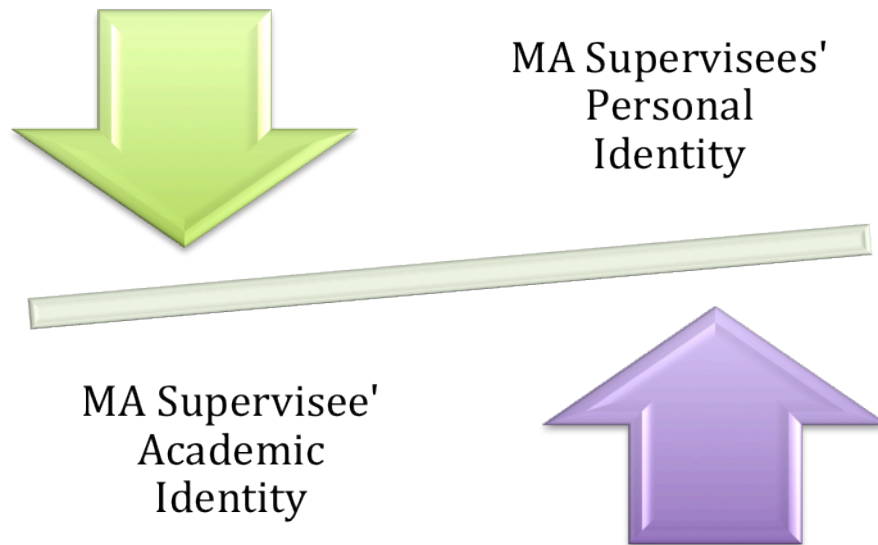 MA Supervisees'
Personal
Identity
MA Supervisee'
Academic
Identity